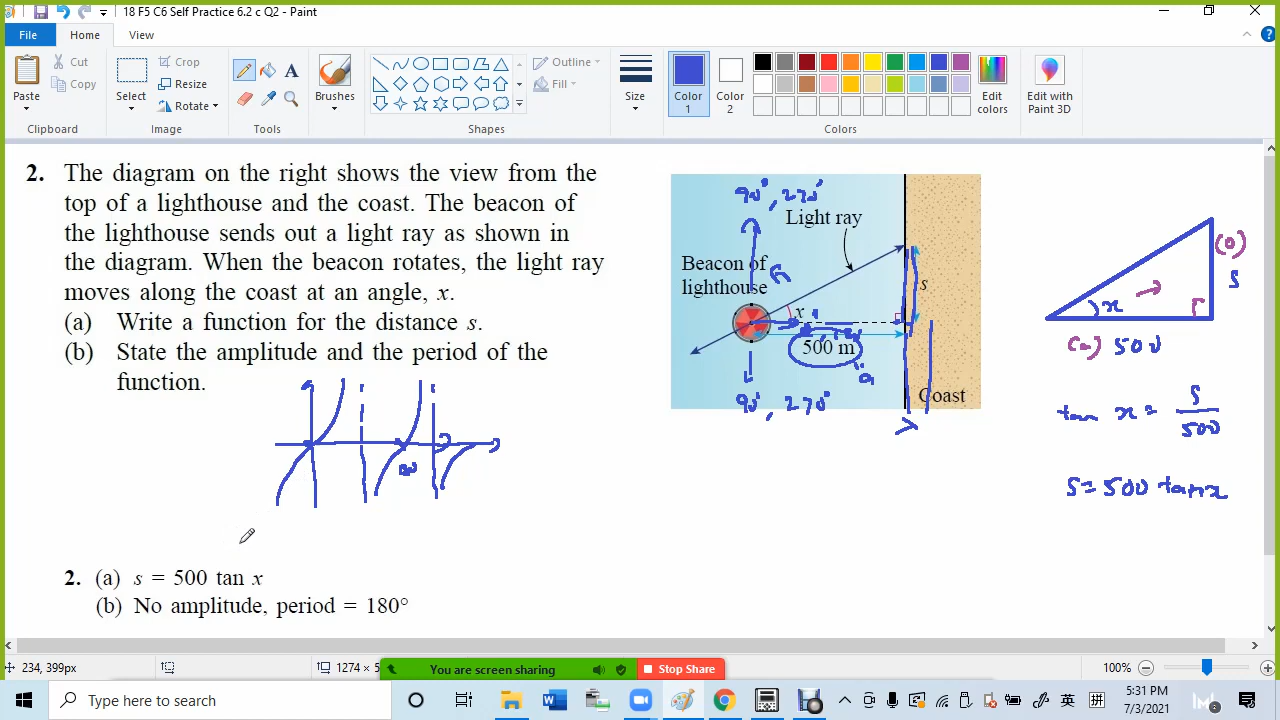 18 F5 C6 Self Practice 6.2 c Q2 - Paint
File Home View
Paste
Cut
Copy
Clipboard
Select
Crop
Resize
Rotate
Image
A
Tools
Brushes
Outline
Fill
Shapes
Size
Color 1
Color 2
Edit colors
Colors
Edit with Paint 3D
2. The diagram on the right shows the view from the
top of a lighthouse and the coast. The beacon of
the lighthouse sends out a light ray as shown in
the diagram. When the beacon rotates, the light ray
moves along the coast at an angle, x.
(a) Write a function for the distance s.
(b) State the amplitude and the period of the
function.
90°, 270°
Light ray
Beacon of
lighthouse
x
s
500 m
90°, 270°
Coast
(o)
s
x
(a) 500
tan x = s/500
s = 500 tan x
180
2. (a) s = 500 tan x
(b) No amplitude, period = 180°
234, 399px
1274 × 5
You are screen sharing
Stop Share
100%
Type here to search
英
拼
5:31 PM
7/3/2021